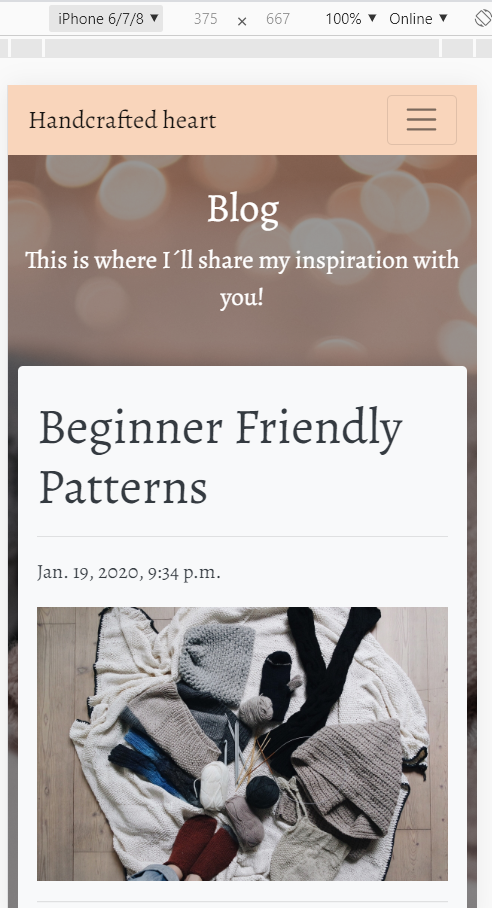 iPhone 6/7/8 ▼ 375 × 667 100% ▼ Online ▼
Handcrafted heart
Blog
This is where I´ll share my inspiration with
you!
Beginner Friendly
Patterns
Jan. 19, 2020, 9:34 p.m.